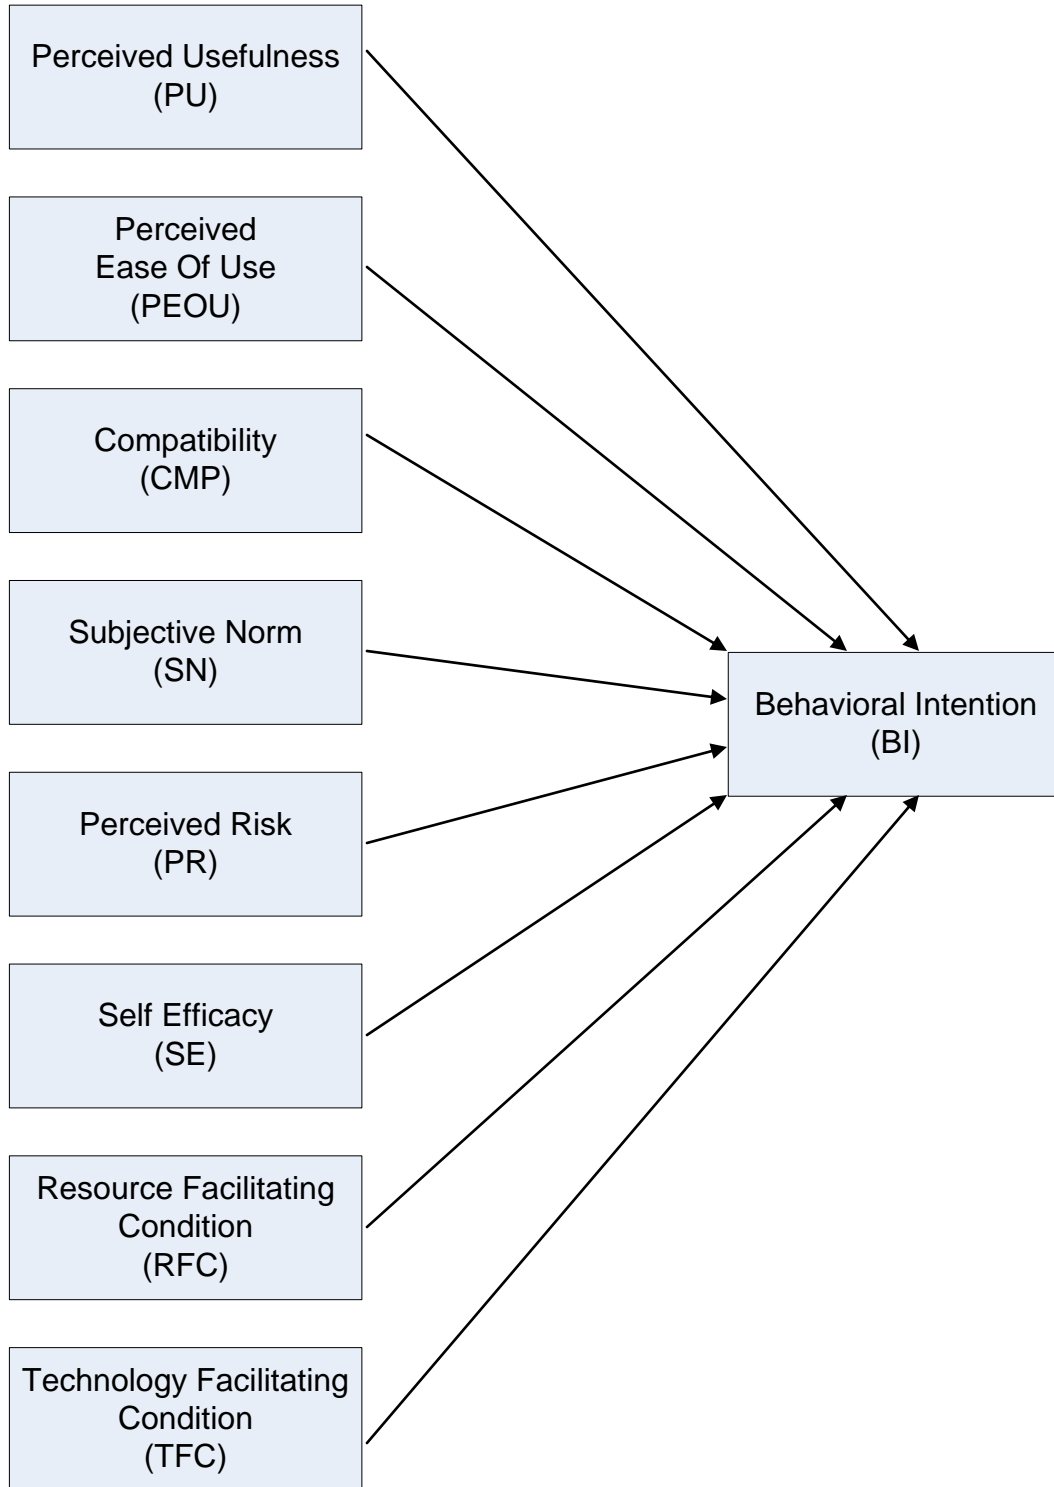 Perceived Usefulness
(PU)
Perceived
Ease Of Use
(PEOU)
Compatibility
(CMP)
Subjective Norm
(SN)
Perceived Risk
(PR)
Self Efficacy
(SE)
Resource Facilitating
Condition
(RFC)
Technology Facilitating
Condition
(TFC)
Behavioral Intention
(BI)